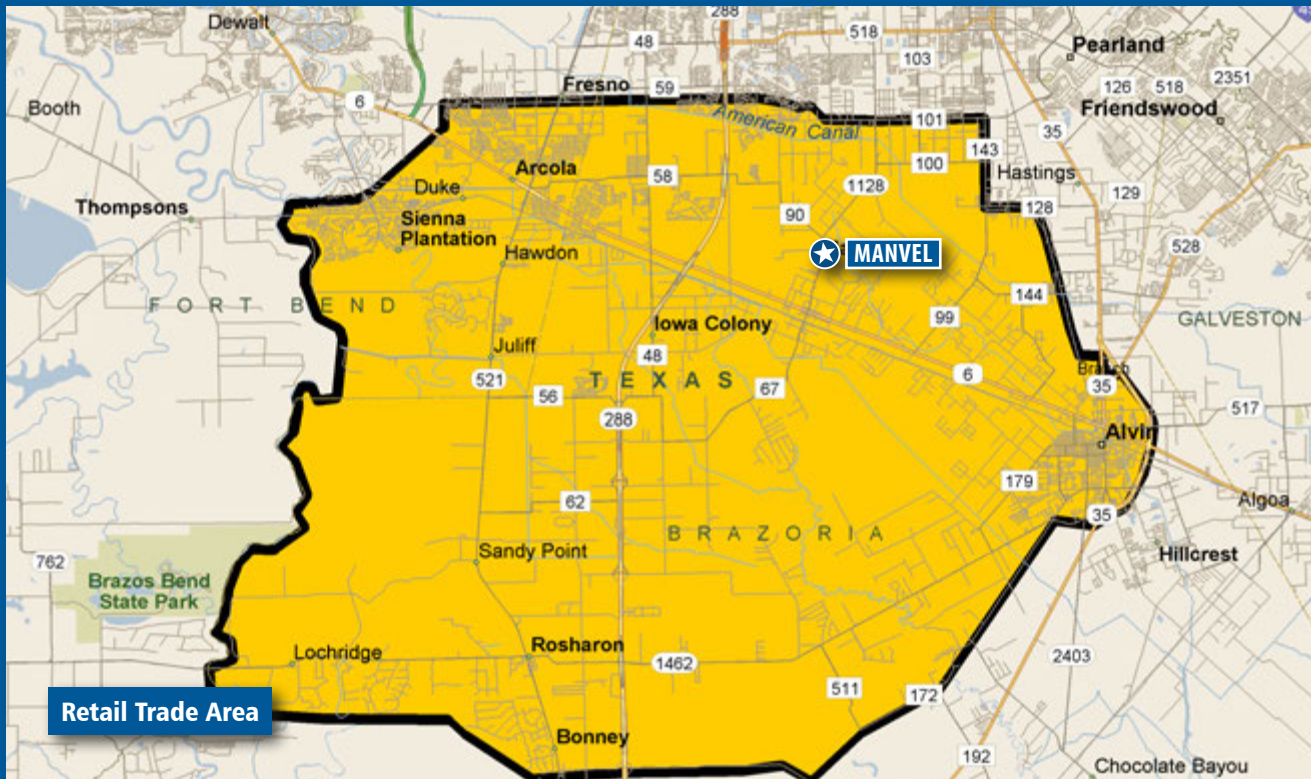 Dewalt
288
48
518
103
Pearland
2351
126
518
Friendswood
Booth
6
Fresno
59
American Canal
101
35
143
100
Hastings
129
Arcola
58
1128
Duke
Thompsons
Sienna
Plantation
90
128
528
MANVEL
Hawdon
FORT BEND
144
99
GALVESTON
Iowa Colony
Juliff
48
521
TEXAS
6
Branch
35
56
67
517
288
Alvin
179
62
Algoa
35
BRAZORIA
Sandy Point
Hillcrest
762
Brazos Bend
State Park
Lochridge
Rosharon
1462
E
2403
511
172
Retail Trade Area
Bonney
192
Chocolate Bayou